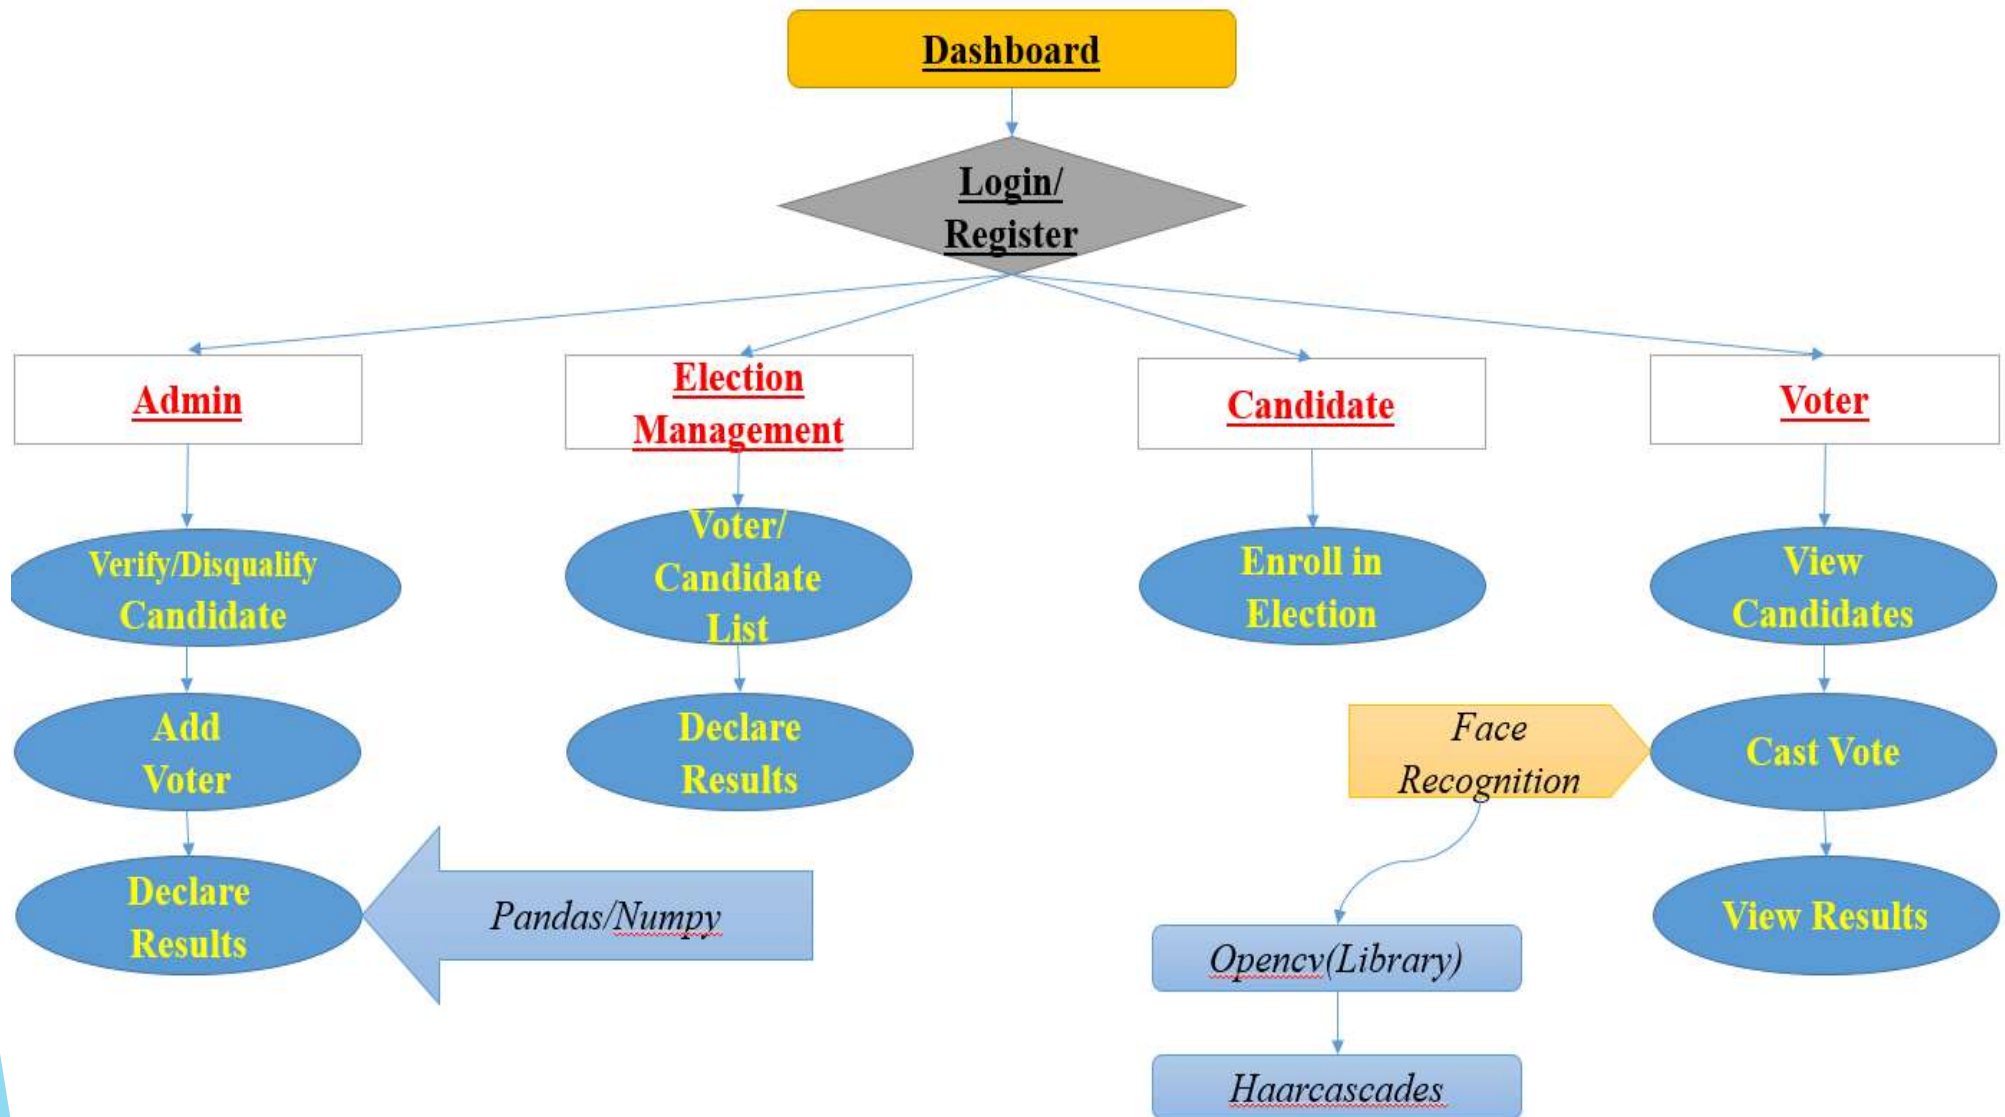 Dashboard
Login/
Register
Admin
Election
Management
Candidate
Voter
Verify/Disqualify
Candidate
Voter/
Candidate
List
Enroll in
Election
View
Candidates
Add
Voter
Declare
Results
Face
Recognition
Cast Vote
Declare
Results
Pandas/Numpy
Opencv(Library)
View Results
Haarcascades